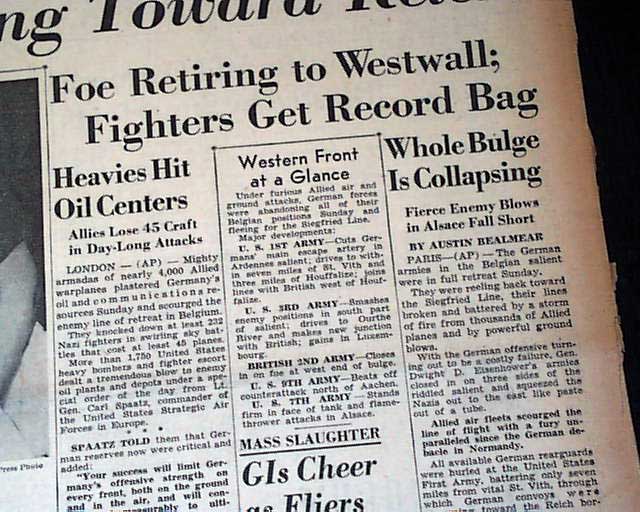 ng Toward
Foe Retiring to Westwall;
Fighters Get Record Bag
Heavies Hit
Oil Centers
Allies Lose 45 Craft
in Day-Long Attacks
LONDON — (AP) — Mighty
armadas of nearly 4,000 Allied
warplanes plastered Germany's
oil and communications re-
sources Sunday and scourged the
enemy line of retreat in Belgium.
They knocked down at least 232
Nazi fighters in swirling sky bat-
tles that cost at least 45 planes.
More than 1,750 United States
heavy bombers and fighter escort
dealt a tremendous blow to enemy
oil plants and depots under a spe-
cial order of the day from Lt.
Gen. Carl Spaatz, commander of
the United States Strategic Air
Forces in Europe.
* * *
SPAATZ TOLD them that Ger-
man reserves now were critical and
added:
"Your success will limit Ger-
many's offensive strength on
every front, both on the ground
and in the air, and will con-
to ulti-
Press Photo
Western Front
at a Glance
Under furious Allied air and
ground attacks, German forces
were abandoning all of their
Belgian positions Sunday and
fleeing for the Siegfried Line.
Major developments:
U. S. 1ST ARMY—Cuts Ger-
mans' main escape artery in
Ardennes salient; drives to with-
in seven miles of St. Vith and
three miles of Houffalize; joins
lines with British west of Houf-
falize.
U. S. 3RD ARMY—Smashes
enemy positions in south part
of salient; drives to Ourthe
River and makes new junction
with British; gains in Luxem-
bourg.
BRITISH 2ND ARMY—Closes
in on foe at west end of bulge.
U. S. 9TH ARMY—Beats off
counterattack north of Aachen.
U. S. 7TH ARMY — Stands
firm in face of tank and flame-
thrower attacks in Alsace.
MASS SLAUGHTER
GIs Cheer
as Fliers
Whole Bulge
Is Collapsing
Fierce Enemy Blows
in Alsace Fall Short
BY AUSTIN BEALMEAR
PARIS—(AP)—The German
armies in the Belgian salient
were in full retreat Sunday.
They were reeling back toward
the Siegfried Line, their lines
broken and battered by a storm
of fire from thousands of Allied
planes and by powerful ground
blows.
With the German offensive turn-
ing out to be a costly failure, Gen.
Dwight D. Eisenhower's armies
closed in on three sides of the
riddled salient and squeezed the
Nazis out to the east like paste
out of a tube.
Allied air fleets scourged the
line of flight with a fury un-
paralleled since the German de-
bacle in Normandy.
All available German rearguards
were hurled at the United States
First Army, battering only seven
miles from vital St. Vith, through
which German convoys were
toward the Reich bor-